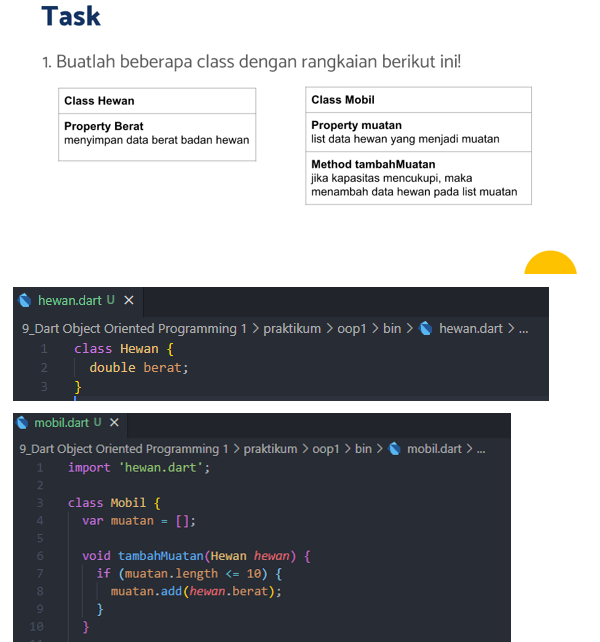 Task
1. Buatlah beberapa class dengan rangkaian berikut ini!
Class Hewan
Property Berat
menyimpan data berat badan hewan
Class Mobil
Property muatan
list data hewan yang menjadi muatan
Method tambahMuatan
jika kapasitas mencukupi, maka
menambah data hewan pada list muatan
hewan.dart U ×
9_Dart Object Oriented Programming 1 > praktikum > oop1 > bin > hewan.dart > ...
1 class Hewan {
2 double berat;
3 }
mobil.dart U ×
9_Dart Object Oriented Programming 1 > praktikum > oop1 > bin > mobil.dart > ...
1 import 'hewan.dart';
2
3 class Mobil {
4 var muatan = [];
5
6 void tambahMuatan(Hewan hewan) {
7 if (muatan.length <= 10) {
8 muatan.add(hewan.berat);
9 }
10 }